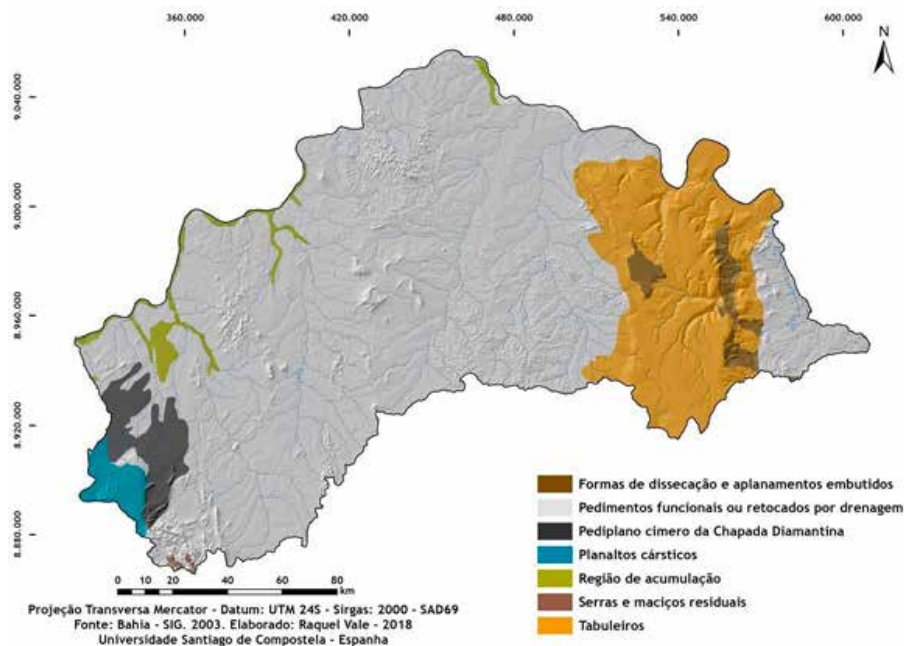 360.000
420.000
480.000
540.000
600.000
N
9.040.000
9.000.000
8.960.000
8.920.000
8.880.000
Formas de dissecação e aplanamentos embutidos
Pedimentos funcionais ou retocados por drenagem
Pediplano cimero da Chapada Diamantina
Planaltos cársticos
Região de acumulação
Serras e maciços residuais
Tabuleiros
0 10 20 40 60 80
km
Projeção Transversa Mercator - Datum: UTM 24S - Sirgas: 2000 - SAD69
Fonte: Bahia - SIG. 2003. Elaborado: Raquel Vale - 2018
Universidade Santiago de Compostela - Espanha